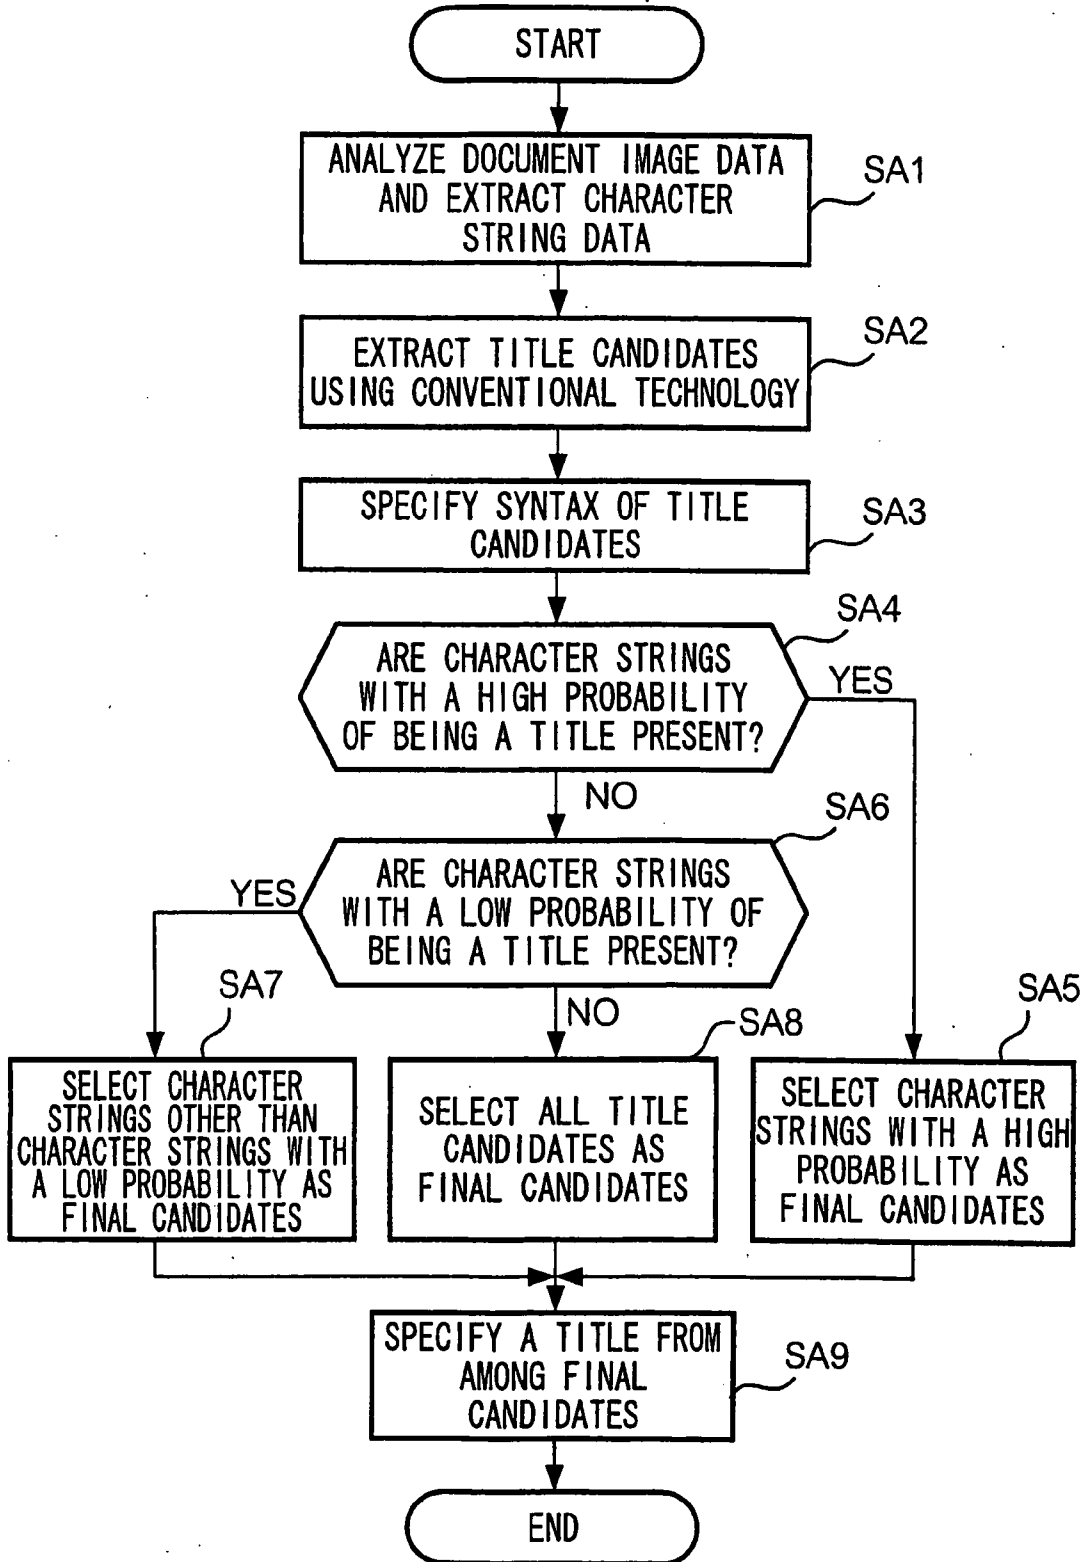 START
ANALYZE DOCUMENT IMAGE DATA
AND EXTRACT CHARACTER
STRING DATA
SA1
EXTRACT TITLE CANDIDATES
USING CONVENTIONAL TECHNOLOGY
SA2
SPECIFY SYNTAX OF TITLE
CANDIDATES
SA3
ARE CHARACTER STRINGS
WITH A HIGH PROBABILITY
OF BEING A TITLE PRESENT?
SA4
YES
NO
ARE CHARACTER STRINGS
WITH A LOW PROBABILITY OF
BEING A TITLE PRESENT?
SA6
YES
NO
SA7
SELECT CHARACTER
STRINGS OTHER THAN
CHARACTER STRINGS WITH
A LOW PROBABILITY AS
FINAL CANDIDATES
SA8
SELECT ALL TITLE
CANDIDATES AS
FINAL CANDIDATES
SA5
SELECT CHARACTER
STRINGS WITH A HIGH
PROBABILITY AS
FINAL CANDIDATES
SPECIFY A TITLE FROM
AMONG FINAL
CANDIDATES
SA9
END